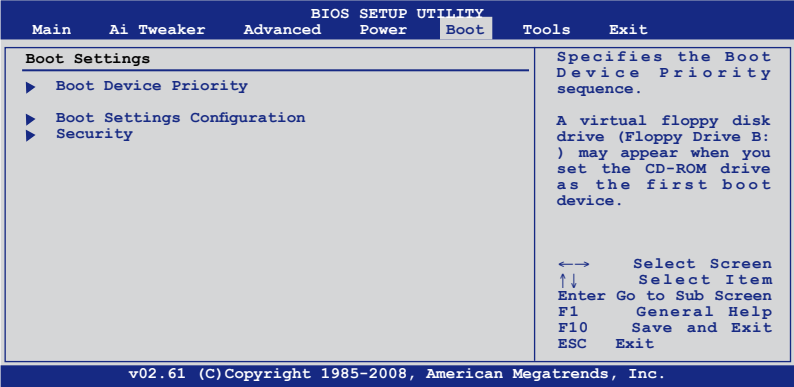 BIOS SETUP UTILITY
Main Ai Tweaker Advanced Power Boot Tools Exit
Boot Settings
Boot Device Priority
Boot Settings Configuration
Security
Specifies the Boot
Device Priority
sequence.
A virtual floppy disk
drive (Floppy Drive B:
) may appear when you
set the CD-ROM drive
as the first boot
device.
←→ Select Screen
↑↓ Select Item
Enter Go to Sub Screen
F1 General Help
F10 Save and Exit
ESC Exit
v02.61 (C)Copyright 1985-2008, American Megatrends, Inc.